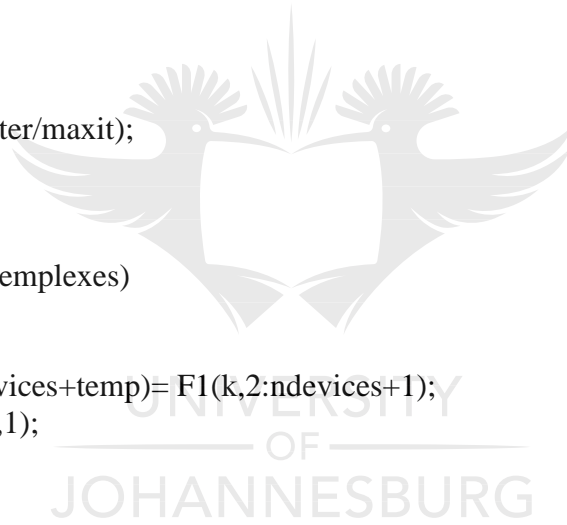 ter/maxit);
emplexes)
vices+temp)= F1(k,2:ndevices+1);
,1);
UNIVERSITY
OF
JOHANNESBURG